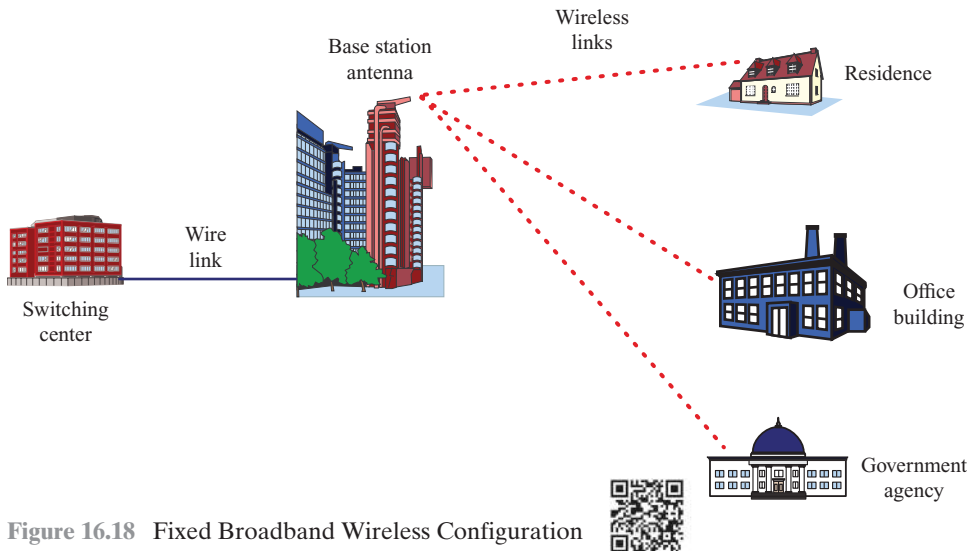 Wireless
links
Base station
antenna
Residence
Wire
link
Switching
center
Office
building
Government
agency
Figure 16.18 Fixed Broadband Wireless Configuration